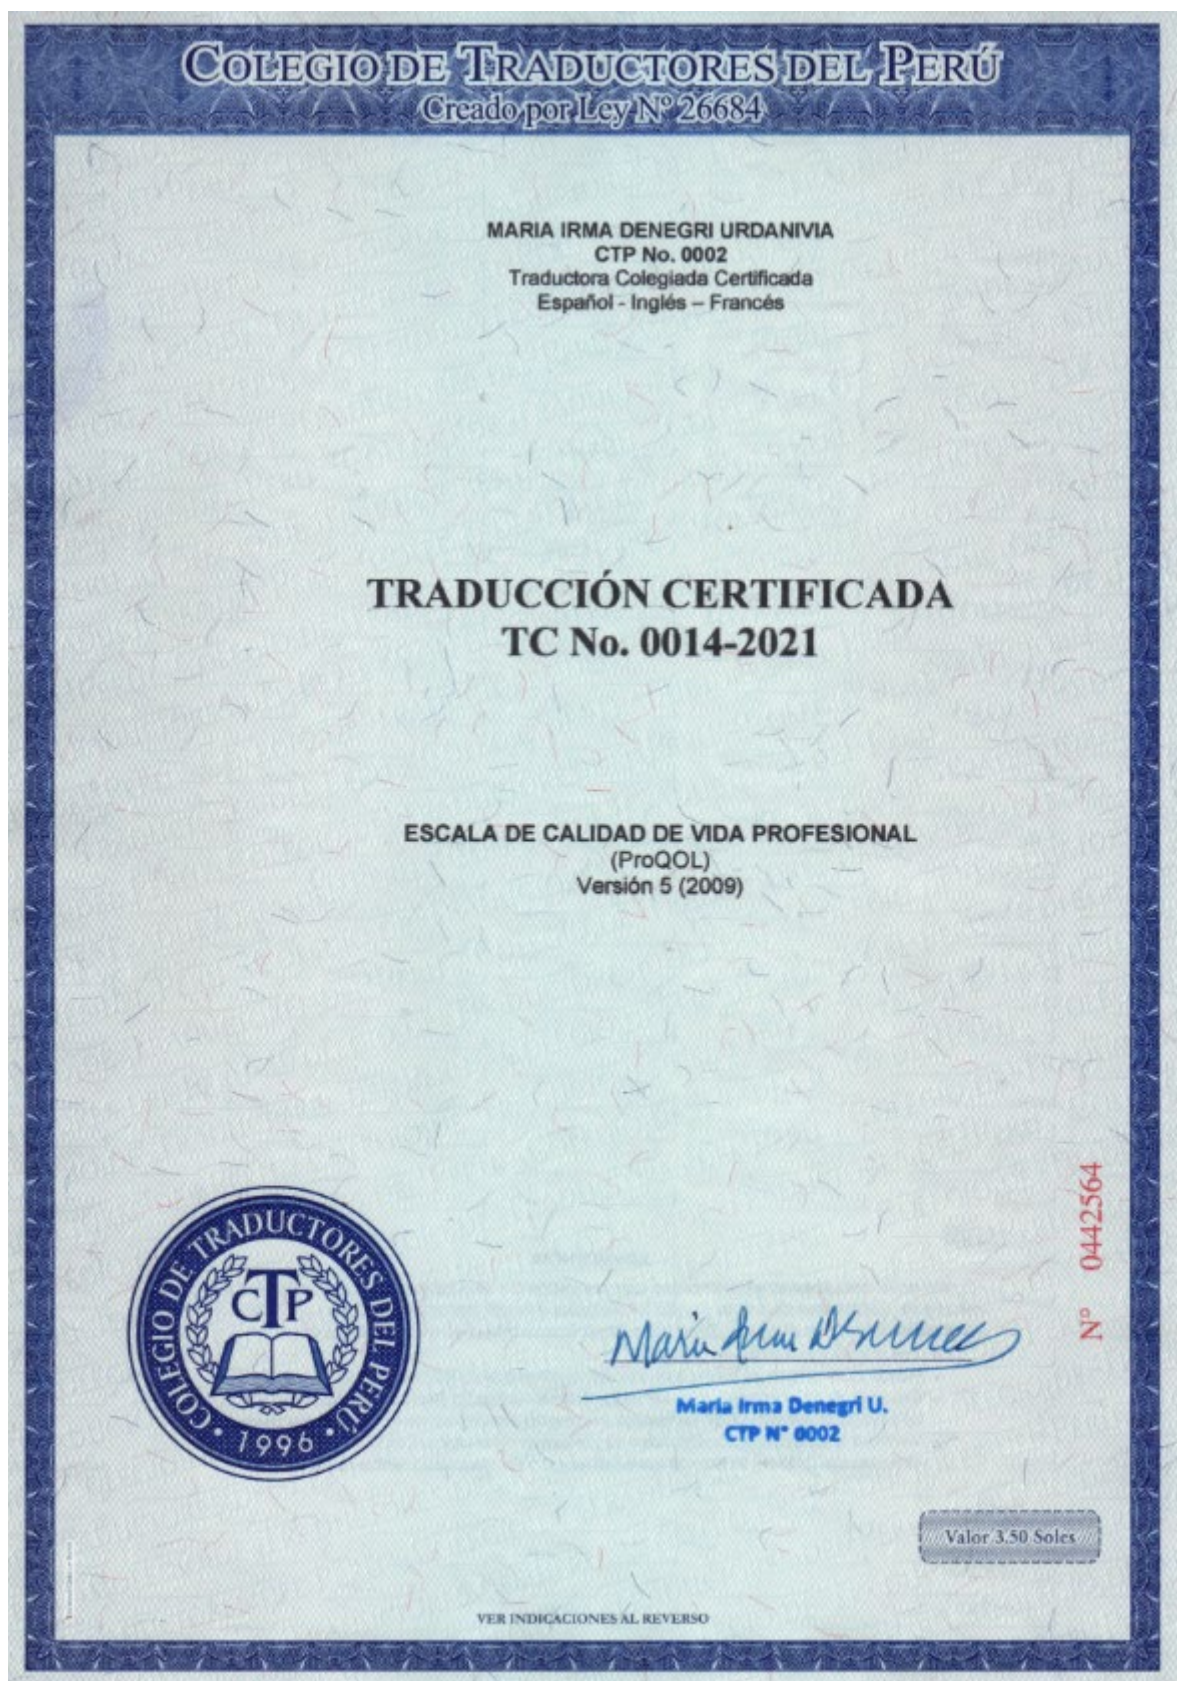 COLEGIO DE TRADUCTORES DEL PERÚ
Creado por Ley Nº 26684
MARIA IRMA DENEGRI URDANIVIA
CTP No. 0002
Traductora Colegiada Certificada
Español - Inglés – Francés
TRADUCCIÓN CERTIFICADA
TC No. 0014-2021
ESCALA DE CALIDAD DE VIDA PROFESIONAL
(ProQOL)
Versión 5 (2009)
Nº 0442564
COLEGIO DE TRADUCTORES DEL PERÚ
CTP
· 1996 ·
Maria Irma Denegri U.
CTP N° 0002
Valor 3.50 Soles
VER INDICACIONES AL REVERSO